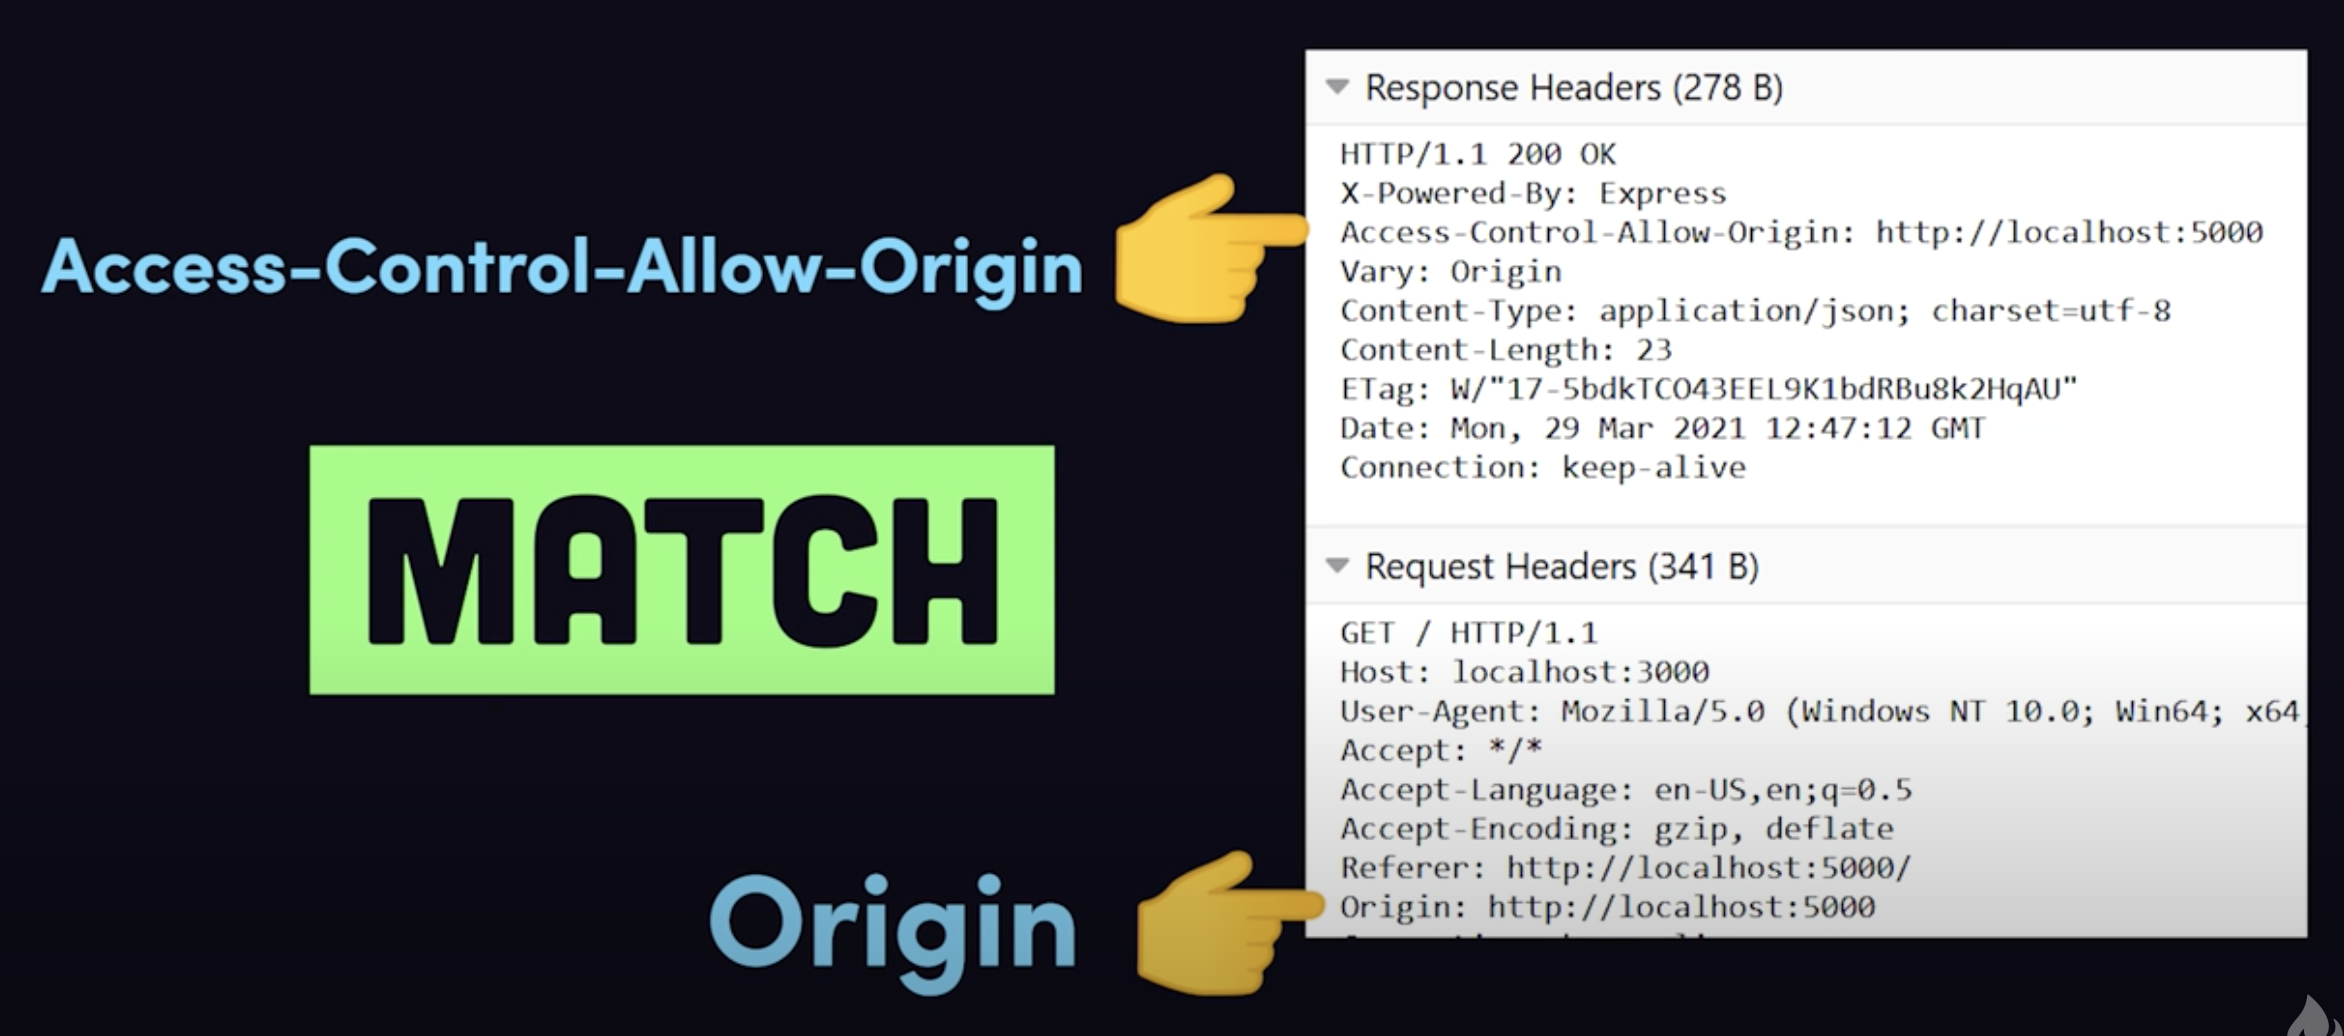 Access-Control-Allow-Origin
MATCH
Origin
Response Headers (278 B)
HTTP/1.1 200 OK
X-Powered-By: Express
Access-Control-Allow-Origin: http://localhost:5000
Vary: Origin
Content-Type: application/json; charset=utf-8
Content-Length: 23
ETag: W/"17-5bdkTCO43EEL9K1bdRBu8k2HqAU"
Date: Mon, 29 Mar 2021 12:47:12 GMT
Connection: keep-alive
Request Headers (341 B)
GET / HTTP/1.1
Host: localhost:3000
User-Agent: Mozilla/5.0 (Windows NT 10.0; Win64; x64
Accept: */*
Accept-Language: en-US,en;q=0.5
Accept-Encoding: gzip, deflate
Referer: http://localhost:5000/
Origin: http://localhost:5000